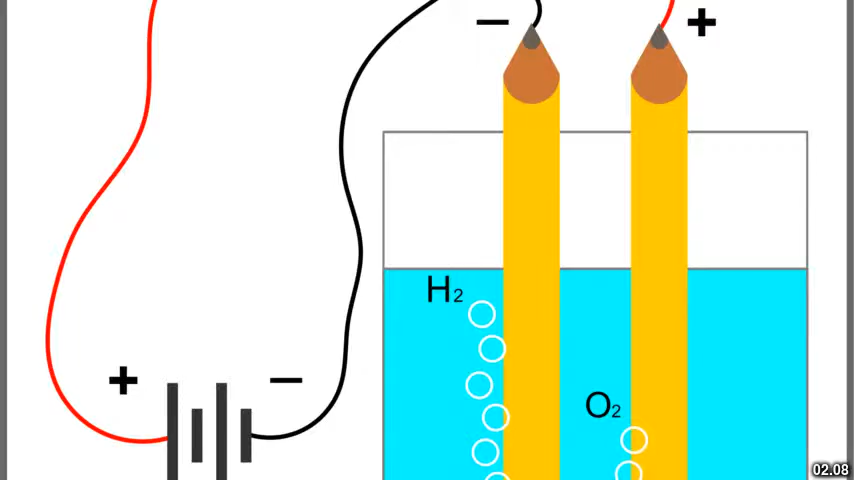 − +
H₂
+ −
O₂
02.08